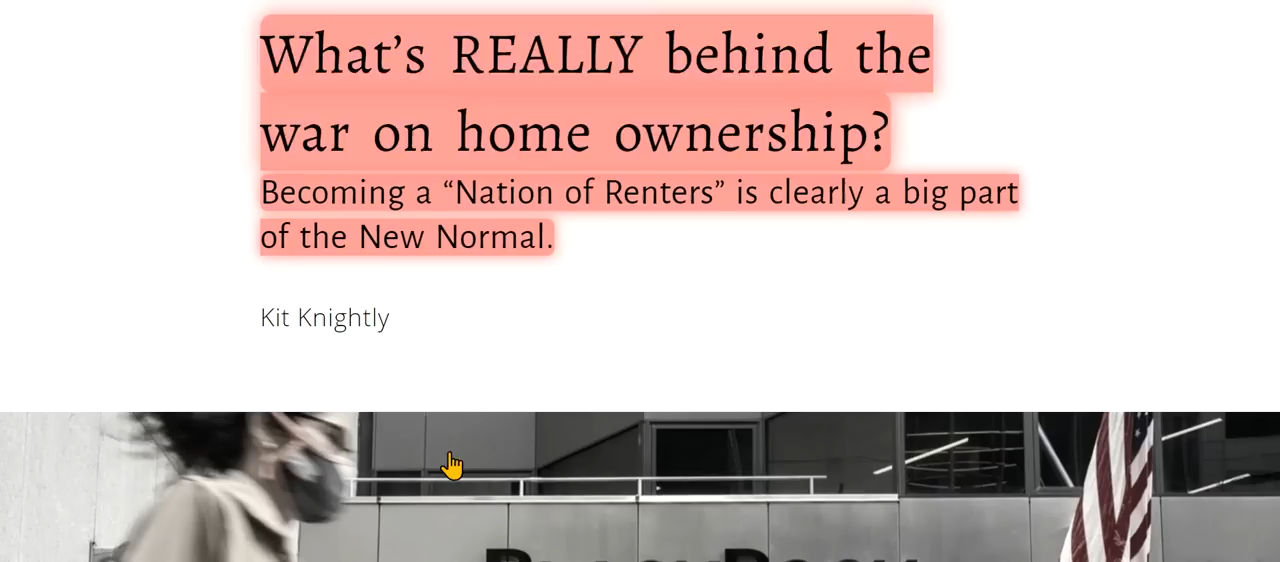 What’s REALLY behind the
war on home ownership?
Becoming a “Nation of Renters” is clearly a big part
of the New Normal.
Kit Knightly